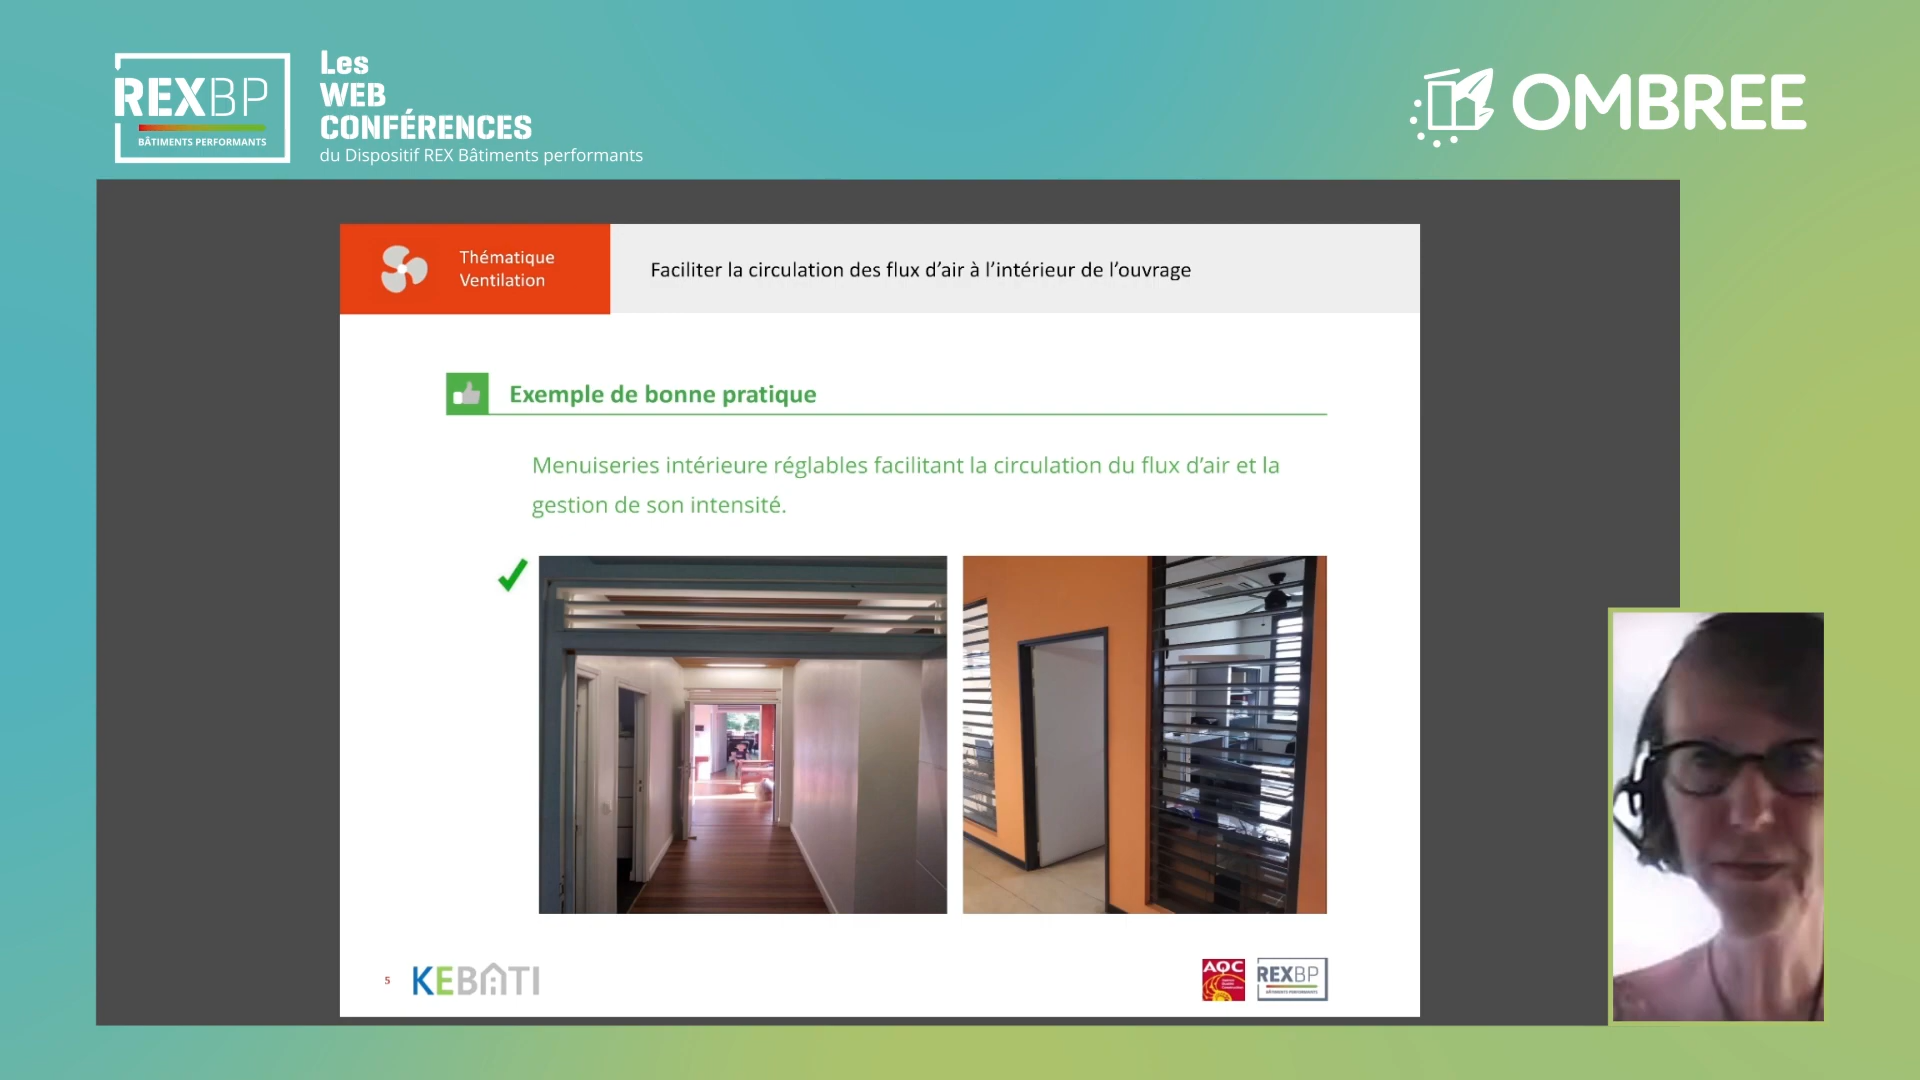 REXBP
BÂTIMENTS PERFORMANTS
Les
WEB
CONFÉRENCES
du Dispositif REX Bâtiments performants
OMBREE
Thématique
Ventilation
Faciliter la circulation des flux d’air à l’intérieur de l’ouvrage
Exemple de bonne pratique
Menuiseries intérieure réglables facilitant la circulation du flux d’air et la
gestion de son intensité.
5
KEBATI
AQC
REXBP
BÂTIMENTS PERFORMANTS